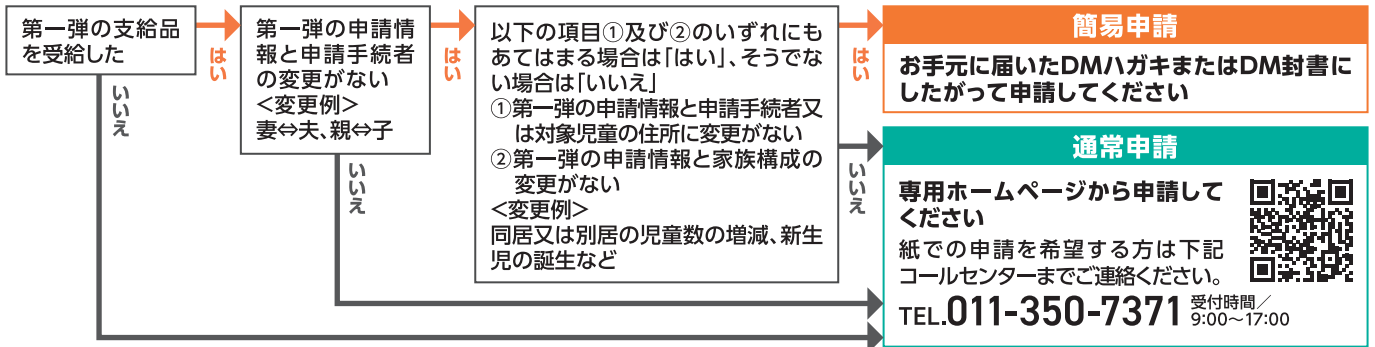 第一弾の支給品
を受給した
はい
いいえ
第一弾の申請情
報と申請手続者
の変更がない
<変更例>
妻⇔夫、親⇔子
はい
いいえ
以下の項目①及び②のいずれにも
あてはまる場合は「はい」、そうでな
い場合は「いいえ」
①第一弾の申請情報と申請手続者又
は対象児童の住所に変更がない
②第一弾の申請情報と家族構成の
変更がない
<変更例>
同居又は別居の児童数の増減、新生
児の誕生など
はい
いいえ
簡易申請
お手元に届いたDMハガキまたはDM封書に
したがって申請してください
通常申請
専用ホームページから申請して
ください
紙での申請を希望する方は下記
コールセンターまでご連絡ください。
TEL.011-350-7371 受付時間/
9:00~17:00